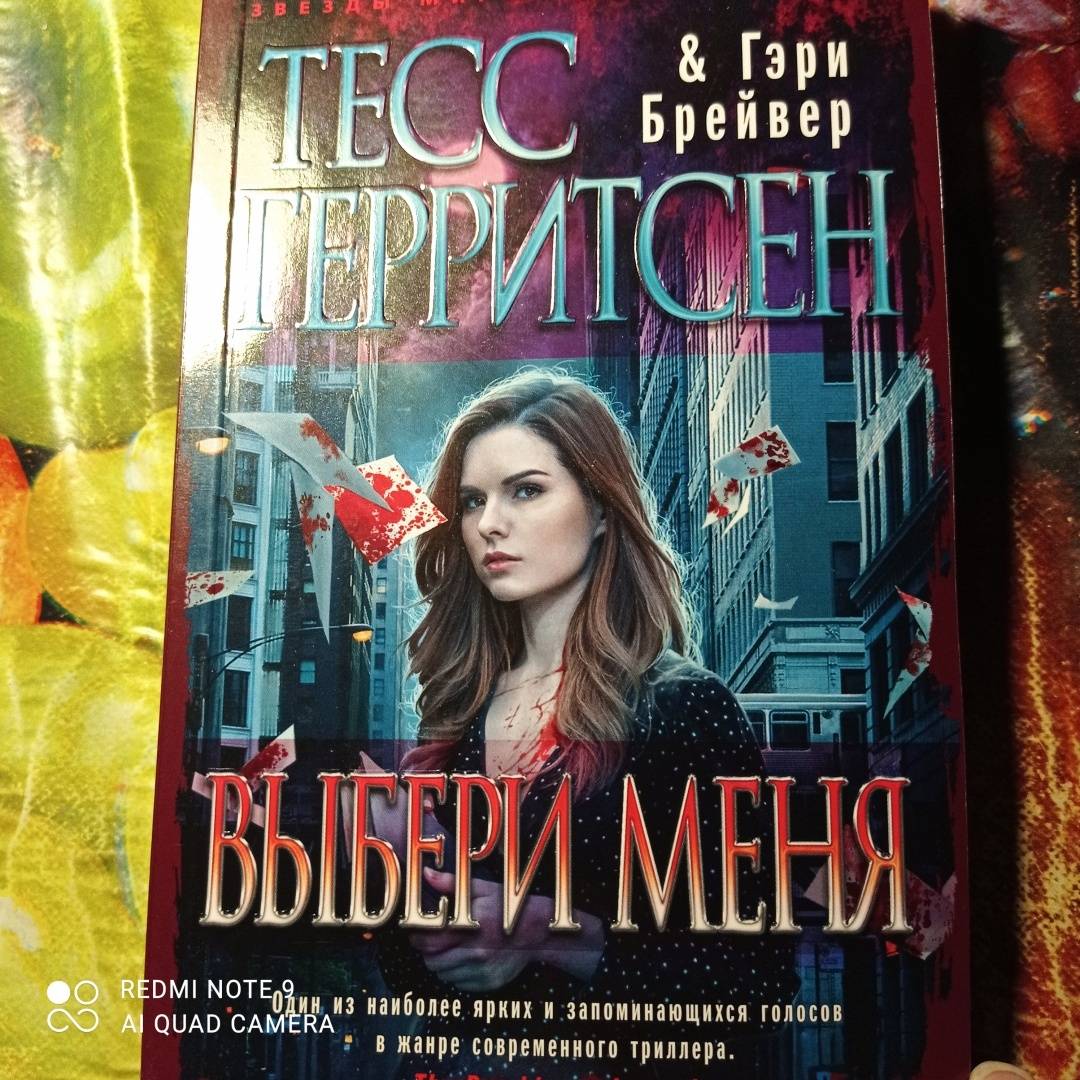 ЗВЕЗДЫ
ТЕСС
& Гэри
Брейвер
ГЕРРИТСЕН
ВЫБЕРИ МЕНЯ
Один из наиболее ярких и запоминающихся голосов
в жанре современного триллера.
REDMI NOTE 9
AI QUAD CAMERA